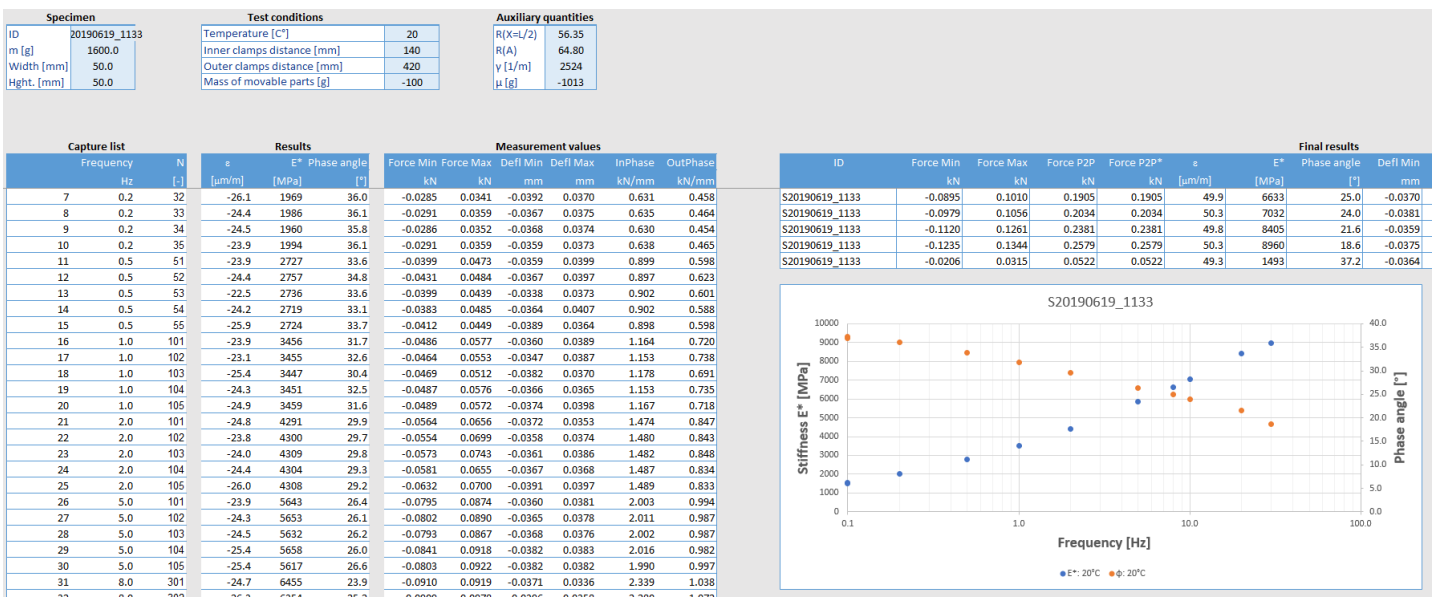 Specimen Test conditions Auxiliary quantities
ID 20190619_1133 Temperature [C°] 20 R(X=L/2) 56.35
m [g] 1600.0 Inner clamps distance [mm] 140 R(A) 64.80
Width [mm] 50.0 Outer clamps distance [mm] 420 γ [1/m] 2524
Hght. [mm] 50.0 Mass of movable parts [g] -100 μ [g] -1013
Capture list Results Measurement values Final results
Frequency N ε E* Phase angle Force Min Force Max Defl Min Defl Max InPhase OutPhase ID Force Min Force Max Force P2P Force P2P* ε E* Phase angle Defl Min
Hz [-] [μm/m] [MPa] [°] kN kN mm mm kN/mm kN/mm kN kN kN kN [μm/m] [MPa] [°] mm
7 0.2 32 -26.1 1969 36.0 -0.0285 0.0341 -0.0392 0.0370 0.631 0.458 S20190619_1133 -0.0895 0.1010 0.1905 0.1905 49.9 6633 25.0 -0.0370
8 0.2 33 -24.4 1986 36.1 -0.0291 0.0359 -0.0367 0.0375 0.635 0.464 S20190619_1133 -0.0979 0.1056 0.2034 0.2034 50.3 7032 24.0 -0.0381
9 0.2 34 -24.5 1960 35.8 -0.0286 0.0352 -0.0368 0.0374 0.630 0.454 S20190619_1133 -0.1120 0.1261 0.2381 0.2381 49.8 8405 21.6 -0.0359
10 0.2 35 -23.9 1994 36.1 -0.0291 0.0359 -0.0359 0.0373 0.638 0.465 S20190619_1133 -0.1235 0.1344 0.2579 0.2579 50.3 8960 18.6 -0.0375
11 0.5 51 -23.9 2727 33.6 -0.0399 0.0473 -0.0359 0.0399 0.899 0.598 S20190619_1133 -0.0206 0.0315 0.0522 0.0522 49.3 1493 37.2 -0.0364
12 0.5 52 -24.4 2757 34.8 -0.0431 0.0484 -0.0367 0.0397 0.897 0.623
13 0.5 53 -22.5 2736 33.6 -0.0399 0.0439 -0.0338 0.0373 0.902 0.601
14 0.5 54 -24.2 2719 33.1 -0.0383 0.0485 -0.0364 0.0407 0.902 0.588
15 0.5 55 -25.9 2724 33.7 -0.0412 0.0449 -0.0389 0.0364 0.898 0.598
16 1.0 101 -23.9 3456 31.7 -0.0486 0.0577 -0.0360 0.0389 1.164 0.720
17 1.0 102 -23.1 3455 32.6 -0.0464 0.0553 -0.0347 0.0387 1.153 0.738
18 1.0 103 -25.4 3447 30.4 -0.0469 0.0512 -0.0382 0.0370 1.178 0.691
19 1.0 104 -24.3 3451 32.5 -0.0487 0.0576 -0.0366 0.0365 1.153 0.735
20 1.0 105 -24.9 3459 31.6 -0.0489 0.0572 -0.0374 0.0398 1.167 0.718
21 2.0 101 -24.8 4291 29.9 -0.0564 0.0656 -0.0372 0.0353 1.474 0.847
22 2.0 102 -23.8 4300 29.7 -0.0554 0.0699 -0.0358 0.0374 1.480 0.843
23 2.0 103 -24.0 4309 29.8 -0.0573 0.0743 -0.0361 0.0386 1.482 0.848
24 2.0 104 -24.4 4304 29.3 -0.0581 0.0655 -0.0367 0.0368 1.487 0.834
25 2.0 105 -26.0 4308 29.2 -0.0632 0.0700 -0.0391 0.0397 1.489 0.833
26 5.0 101 -23.9 5643 26.4 -0.0795 0.0874 -0.0360 0.0381 2.003 0.994
27 5.0 102 -24.3 5653 26.1 -0.0802 0.0890 -0.0365 0.0378 2.011 0.987
28 5.0 103 -24.5 5632 26.2 -0.0793 0.0867 -0.0368 0.0376 2.002 0.987
29 5.0 104 -25.4 5658 26.0 -0.0841 0.0918 -0.0382 0.0383 2.016 0.982
30 5.0 105 -25.4 5617 26.6 -0.0803 0.0922 -0.0382 0.0382 1.990 0.997
31 8.0 301 -24.7 6455 23.9 -0.0910 0.0919 -0.0371 0.0336 2.339 1.038
S20190619_1133
10000 40.0
9000 35.0
8000 30.0
7000 25.0
6000 20.0
5000 15.0
4000 10.0
3000 5.0
2000 0.0
1000
0
0.1 1.0 10.0 100.0
Stiffness E* [MPa]
Phase angle [°]
Frequency [Hz]
E*: 20°C φ: 20°C